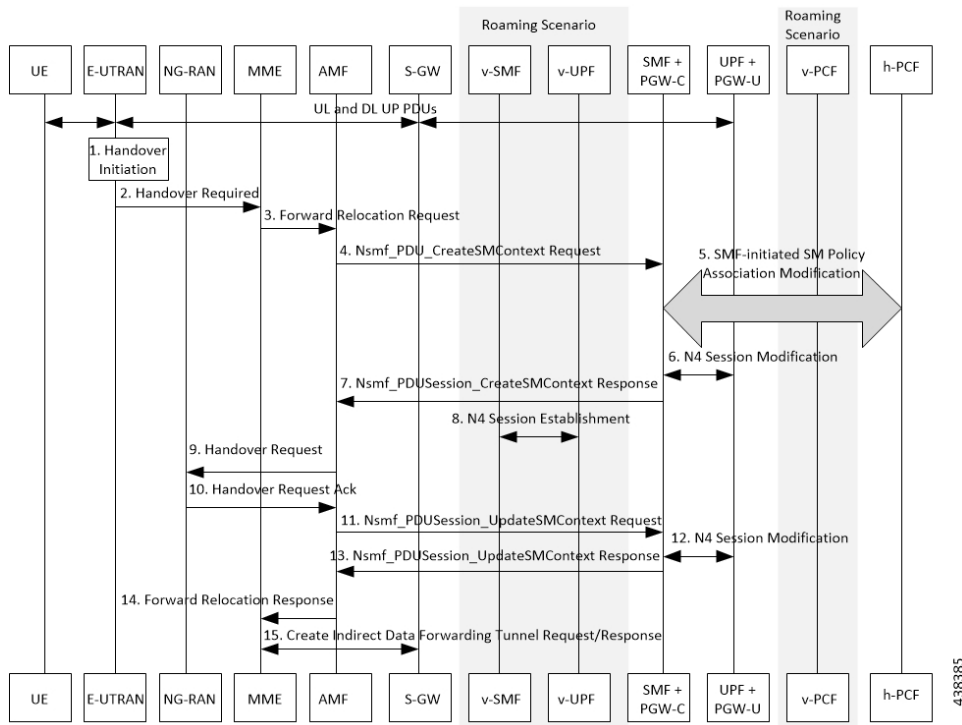 Roaming Scenario
Roaming
Scenario
UE
E-UTRAN
NG-RAN
MME
AMF
S-GW
v-SMF
v-UPF
SMF +
PGW-C
UPF +
PGW-U
v-PCF
h-PCF
UL and DL UP PDUs
1. Handover
Initiation
2. Handover Required
3. Forward Relocation Request
4. Nsmf_PDU_CreateSMContext Request
5. SMF-initiated SM Policy
Association Modification
6. N4 Session Modification
7. Nsmf_PDUSession_CreateSMContext Response
8. N4 Session Establishment
9. Handover Request
10. Handover Request Ack
11. Nsmf_PDUSession_UpdateSMContext Request
12. N4 Session Modification
13. Nsmf_PDUSession_UpdateSMContext Response
14. Forward Relocation Response
15. Create Indirect Data Forwarding Tunnel Request/Response
UE
E-UTRAN
NG-RAN
MME
AMF
S-GW
v-SMF
v-UPF
SMF +
PGW-C
UPF +
PGW-U
v-PCF
h-PCF
438385